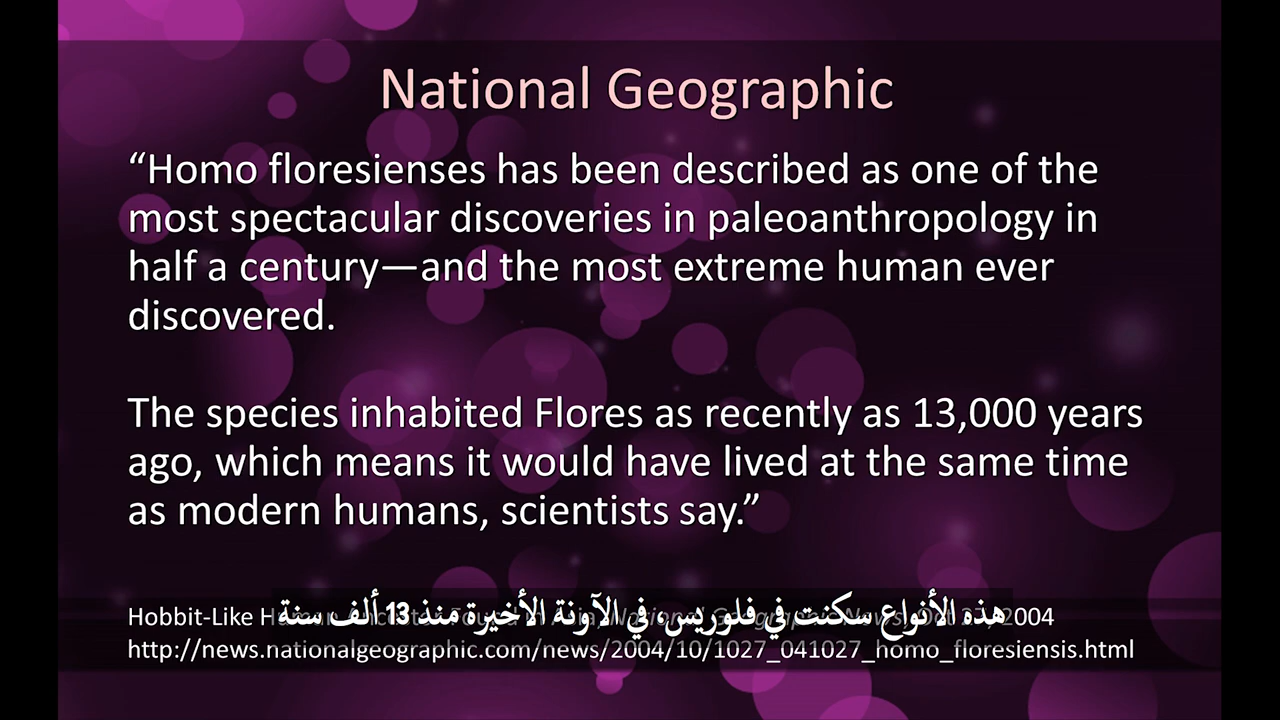 National Geographic
“Homo floresienses has been described as one of the
most spectacular discoveries in paleoanthropology in
half a century—and the most extreme human ever
discovered.
The species inhabited Flores as recently as 13,000 years
ago, which means it would have lived at the same time
as modern humans, scientists say.”
Hobbit-Like 2004
هذه الأنواع سكنت في فلوريس، في الآونة الأخيرة منذ 13 ألف سنة
http://news.nationalgeographic.com/news/2004/10/1027_041027_homo_floresiensis.html